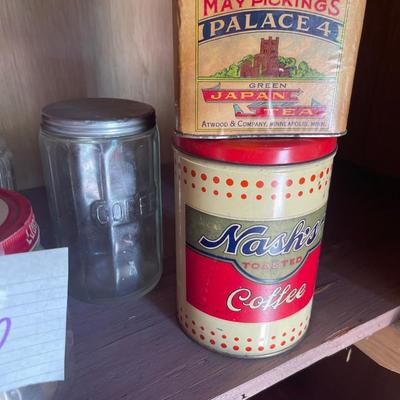 MAY PICKINGS
PALACE 4
GREEN
JAPAN
TEA
ATWOOD & COMPANY, MINNEAPOLIS, MINN.
COFFEE
Nash's
TOASTED
Coffee